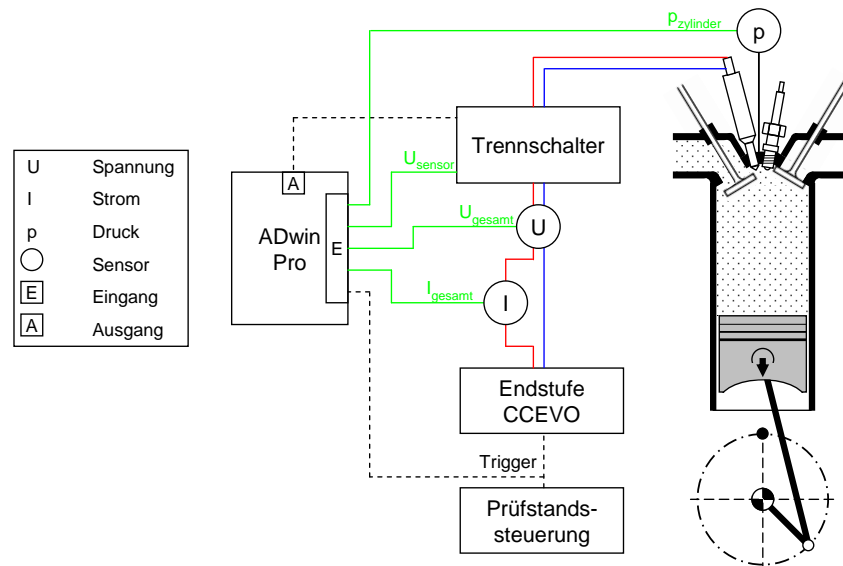 p_zylinder
p
Trennschalter
U_sensor
A
U_gesamt
U
ADwin
Pro
E
I_gesamt
I
Endstufe
CCEVO
Trigger
Prüfstands-
steuerung
U Spannung
I Strom
p Druck
Sensor
E Eingang
A Ausgang